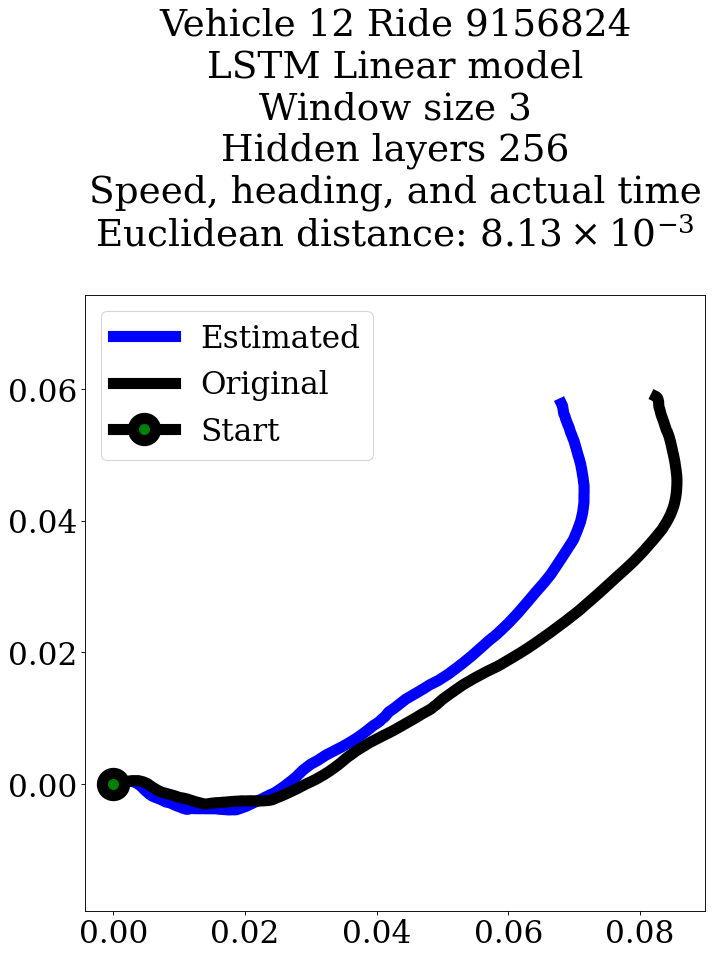 Vehicle 12 Ride 9156824
LSTM Linear model
Window size 3
Hidden layers 256
Speed, heading, and actual time
Euclidean distance: 8.13 × 10⁻³
Estimated
Original
Start
0.06
0.04
0.02
0.00
0.00 0.02 0.04 0.06 0.08